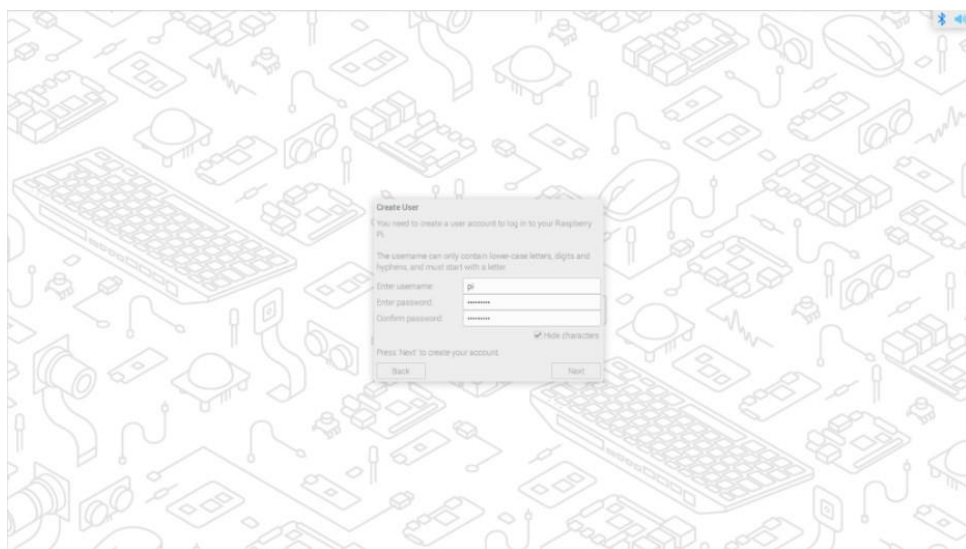 Create User
You need to create a user account to log in to your Raspberry
Pi.
The username can only contain lower-case letters, digits and
hyphens, and must start with a letter.
Enter username:
pi
Enter password:
Confirm password:
Hide characters
Press 'Next' to create your account.
Back
Next